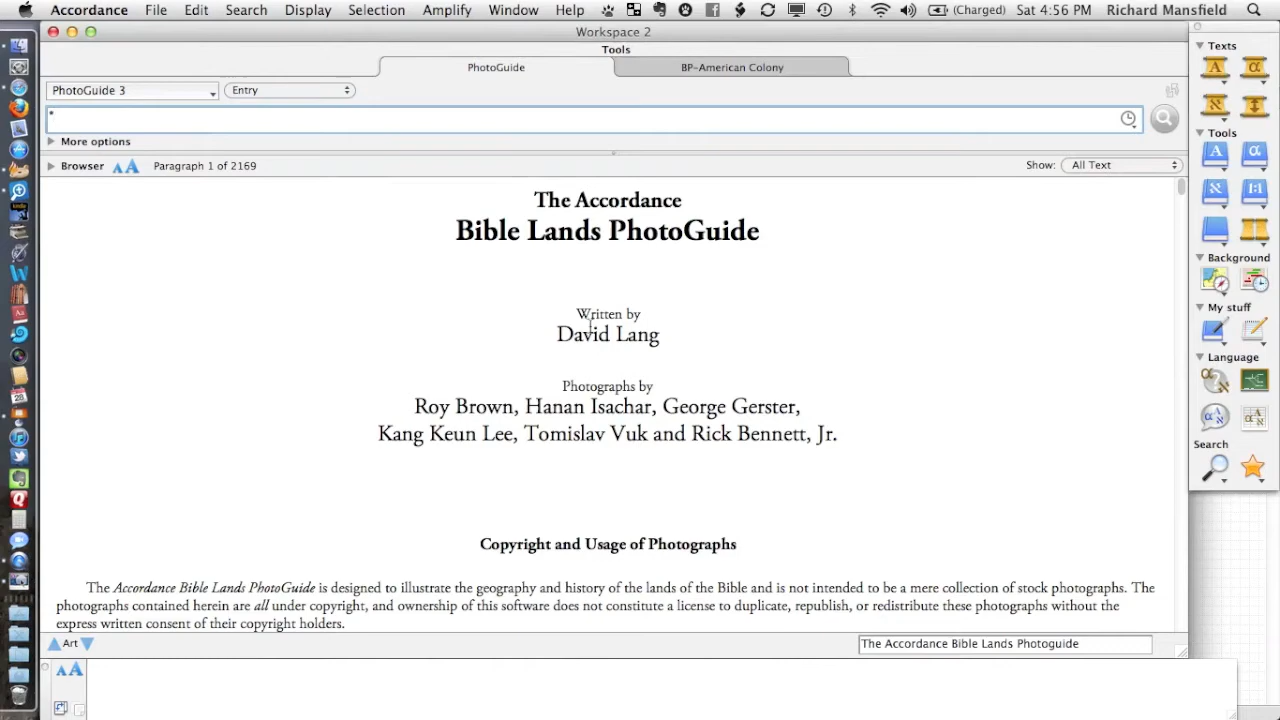 Accordance File Edit Search Display Selection Amplify Window Help (Charged) Sat 4:56 PM Richard Mansfield
Workspace 2
Tools
PhotoGuide BP-American Colony
PhotoGuide 3 Entry
More options
Browser Paragraph 1 of 2169 Show: All Text
The Accordance
Bible Lands PhotoGuide
Written by
David Lang
Photographs by
Roy Brown, Hanan Isachar, George Gerster,
Kang Keun Lee, Tomislav Vuk and Rick Bennett, Jr.
Copyright and Usage of Photographs
The Accordance Bible Lands PhotoGuide is designed to illustrate the geography and history of the lands of the Bible and is not intended to be a mere collection of stock photographs. The
photographs contained herein are all under copyright, and ownership of this software does not constitute a license to duplicate, republish, or redistribute these photographs without the
express written consent of their copyright holders.
Art The Accordance Bible Lands Photoguide
Texts
Tools
Background
My stuff
Language
Search